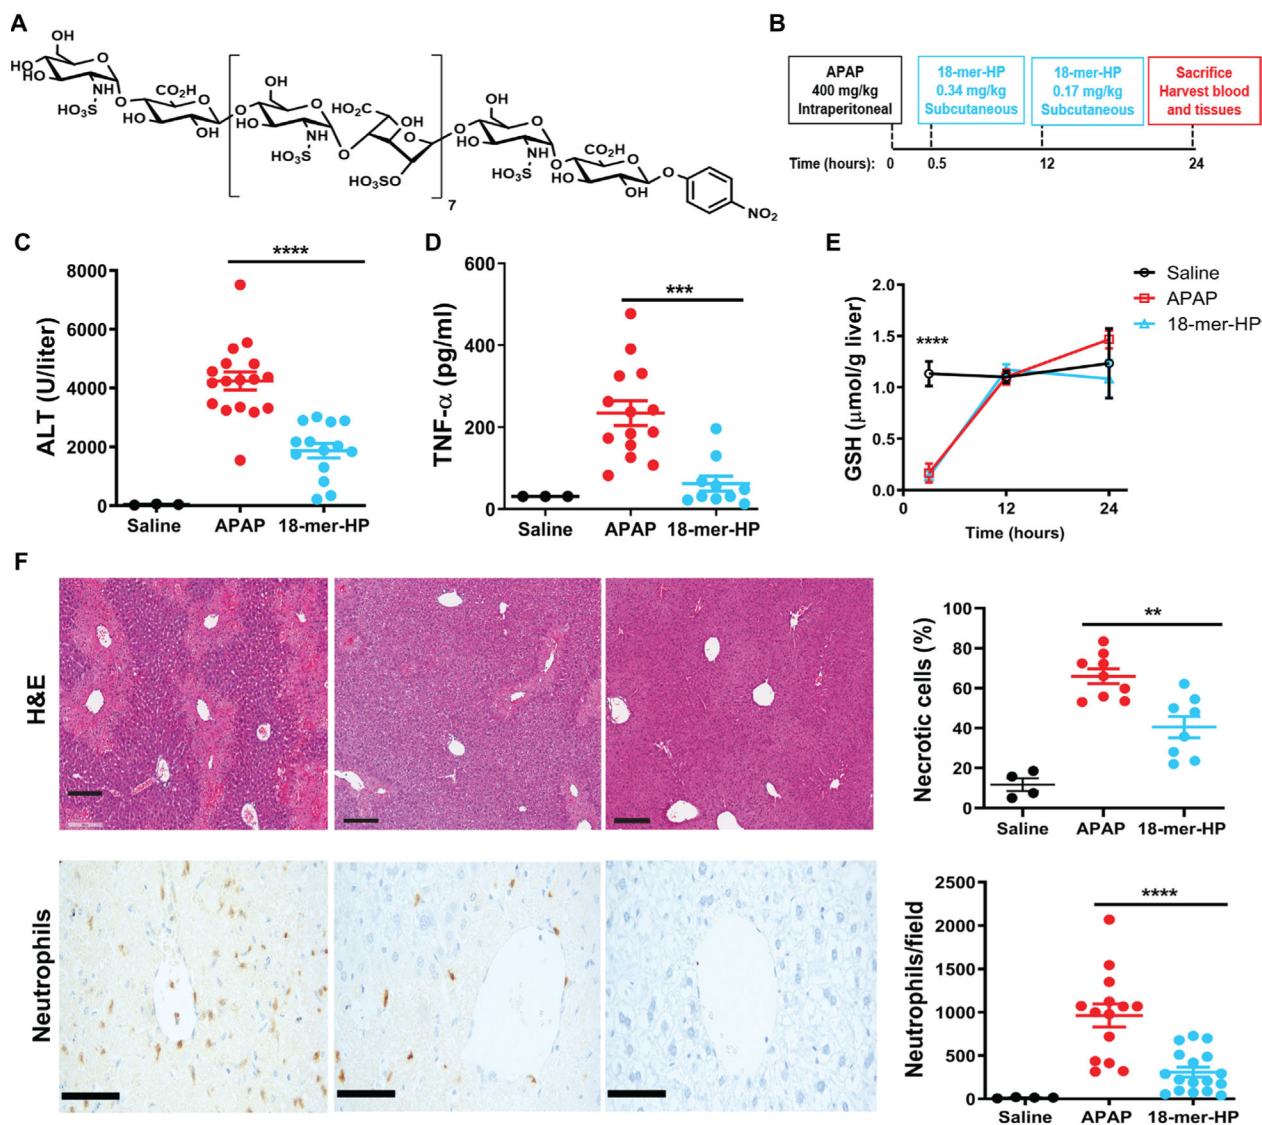 A
OH
HO
HO
O
NH
HO₃S
O
CO₂H
O
HO
OH
O
OH
O
HO
NH
HO₃S
O
HO₂C
OH
O
HO₃SO
7
O
OH
O
HO
NH
HO₃S
O
CO₂H
O
HO
OH
O
NO₂
B
APAP
400 mg/kg
Intraperitoneal
18-mer-HP
0.34 mg/kg
Subcutaneous
18-mer-HP
0.17 mg/kg
Subcutaneous
Sacrifice
Harvest blood
and tissues
Time (hours): 0 0.5 12 24
C
****
ALT (U/liter)
8000
6000
4000
2000
0
Saline APAP 18-mer-HP
D
***
TNF-α (pg/ml)
600
400
200
0
Saline APAP 18-mer-HP
E
Saline
APAP
18-mer-HP
****
GSH (μmol/g liver)
2.0
1.5
1.0
0.5
0.0
0 12 24
Time (hours)
F
H&E
**
Necrotic cells (%)
100
80
60
40
20
0
Saline APAP 18-mer-HP
Neutrophils
****
Neutrophils/field
2500
2000
1500
1000
500
0
Saline APAP 18-mer-HP